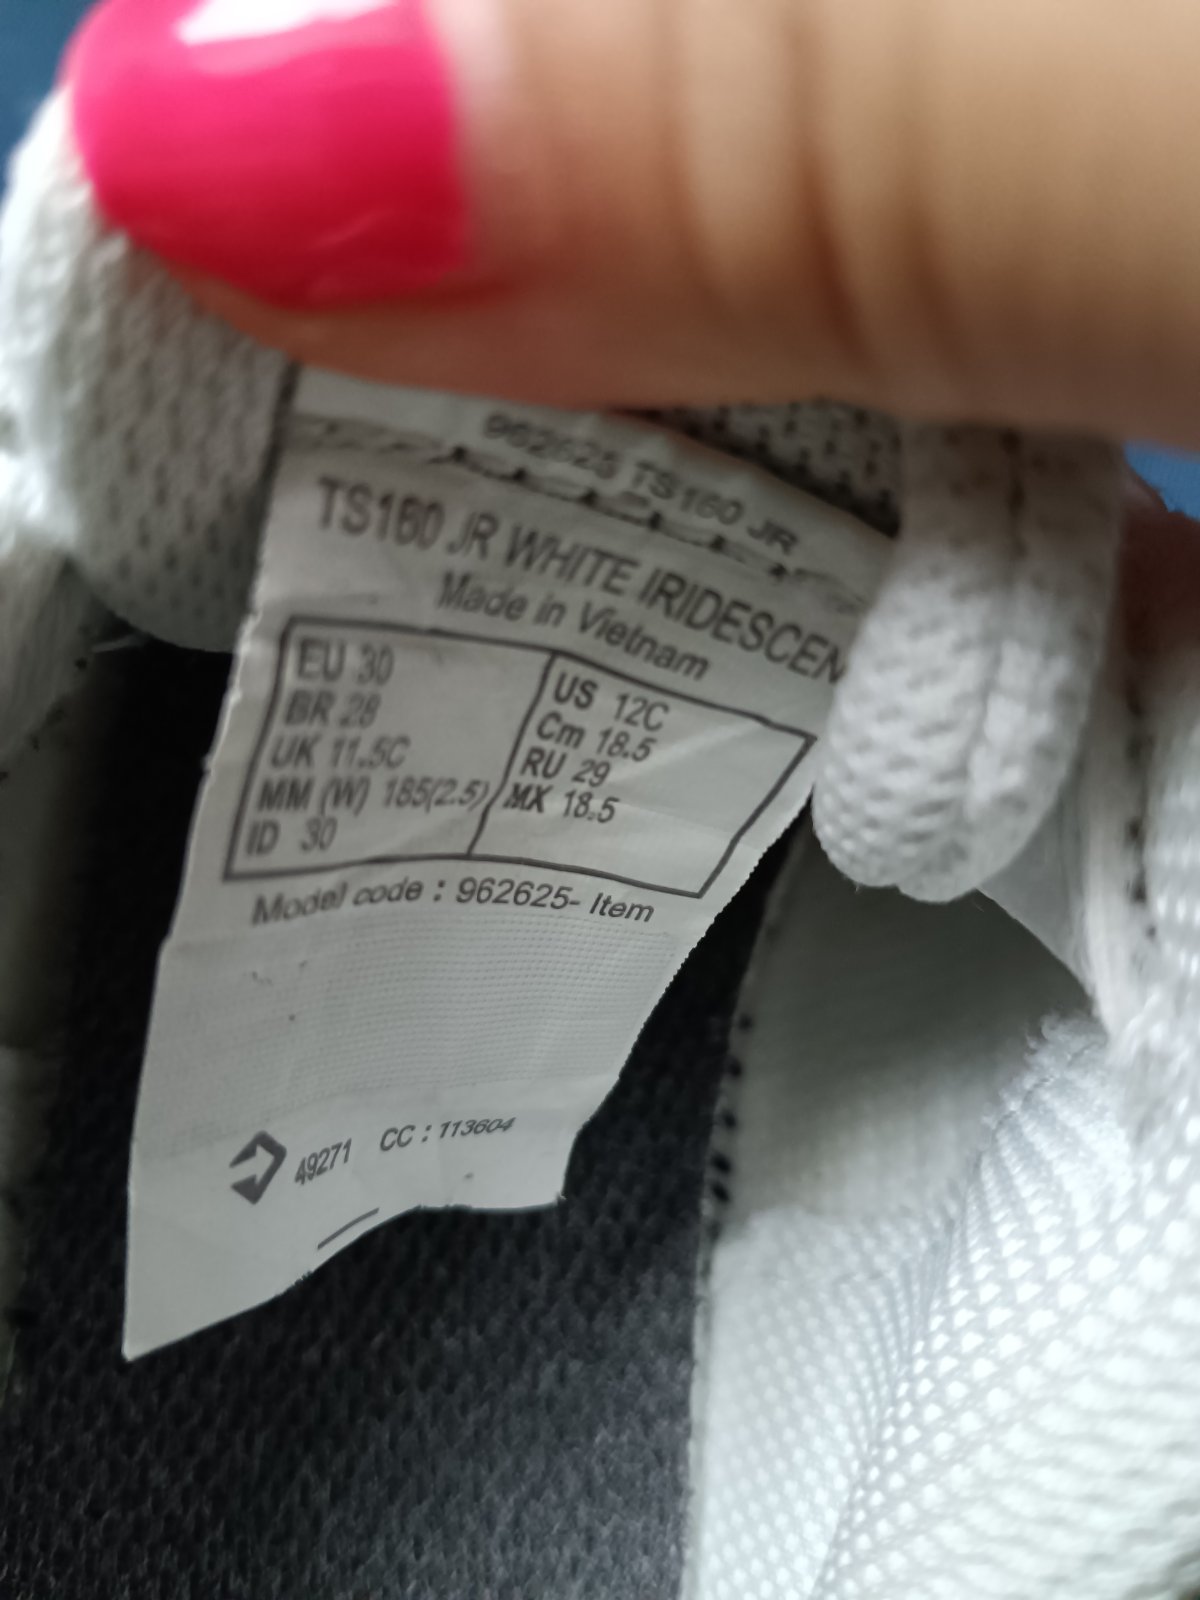 962625 TS160 JR
TS160 JR WHITE IRIDESCEN
Made in Vietnam
EU 30
BR 28
UK 11.5C
MM (W) 185(2.5)
ID 30
US 12C
Cm 18.5
RU 29
MX 18.5
Model code : 962625- Item
49271 CC : 113604